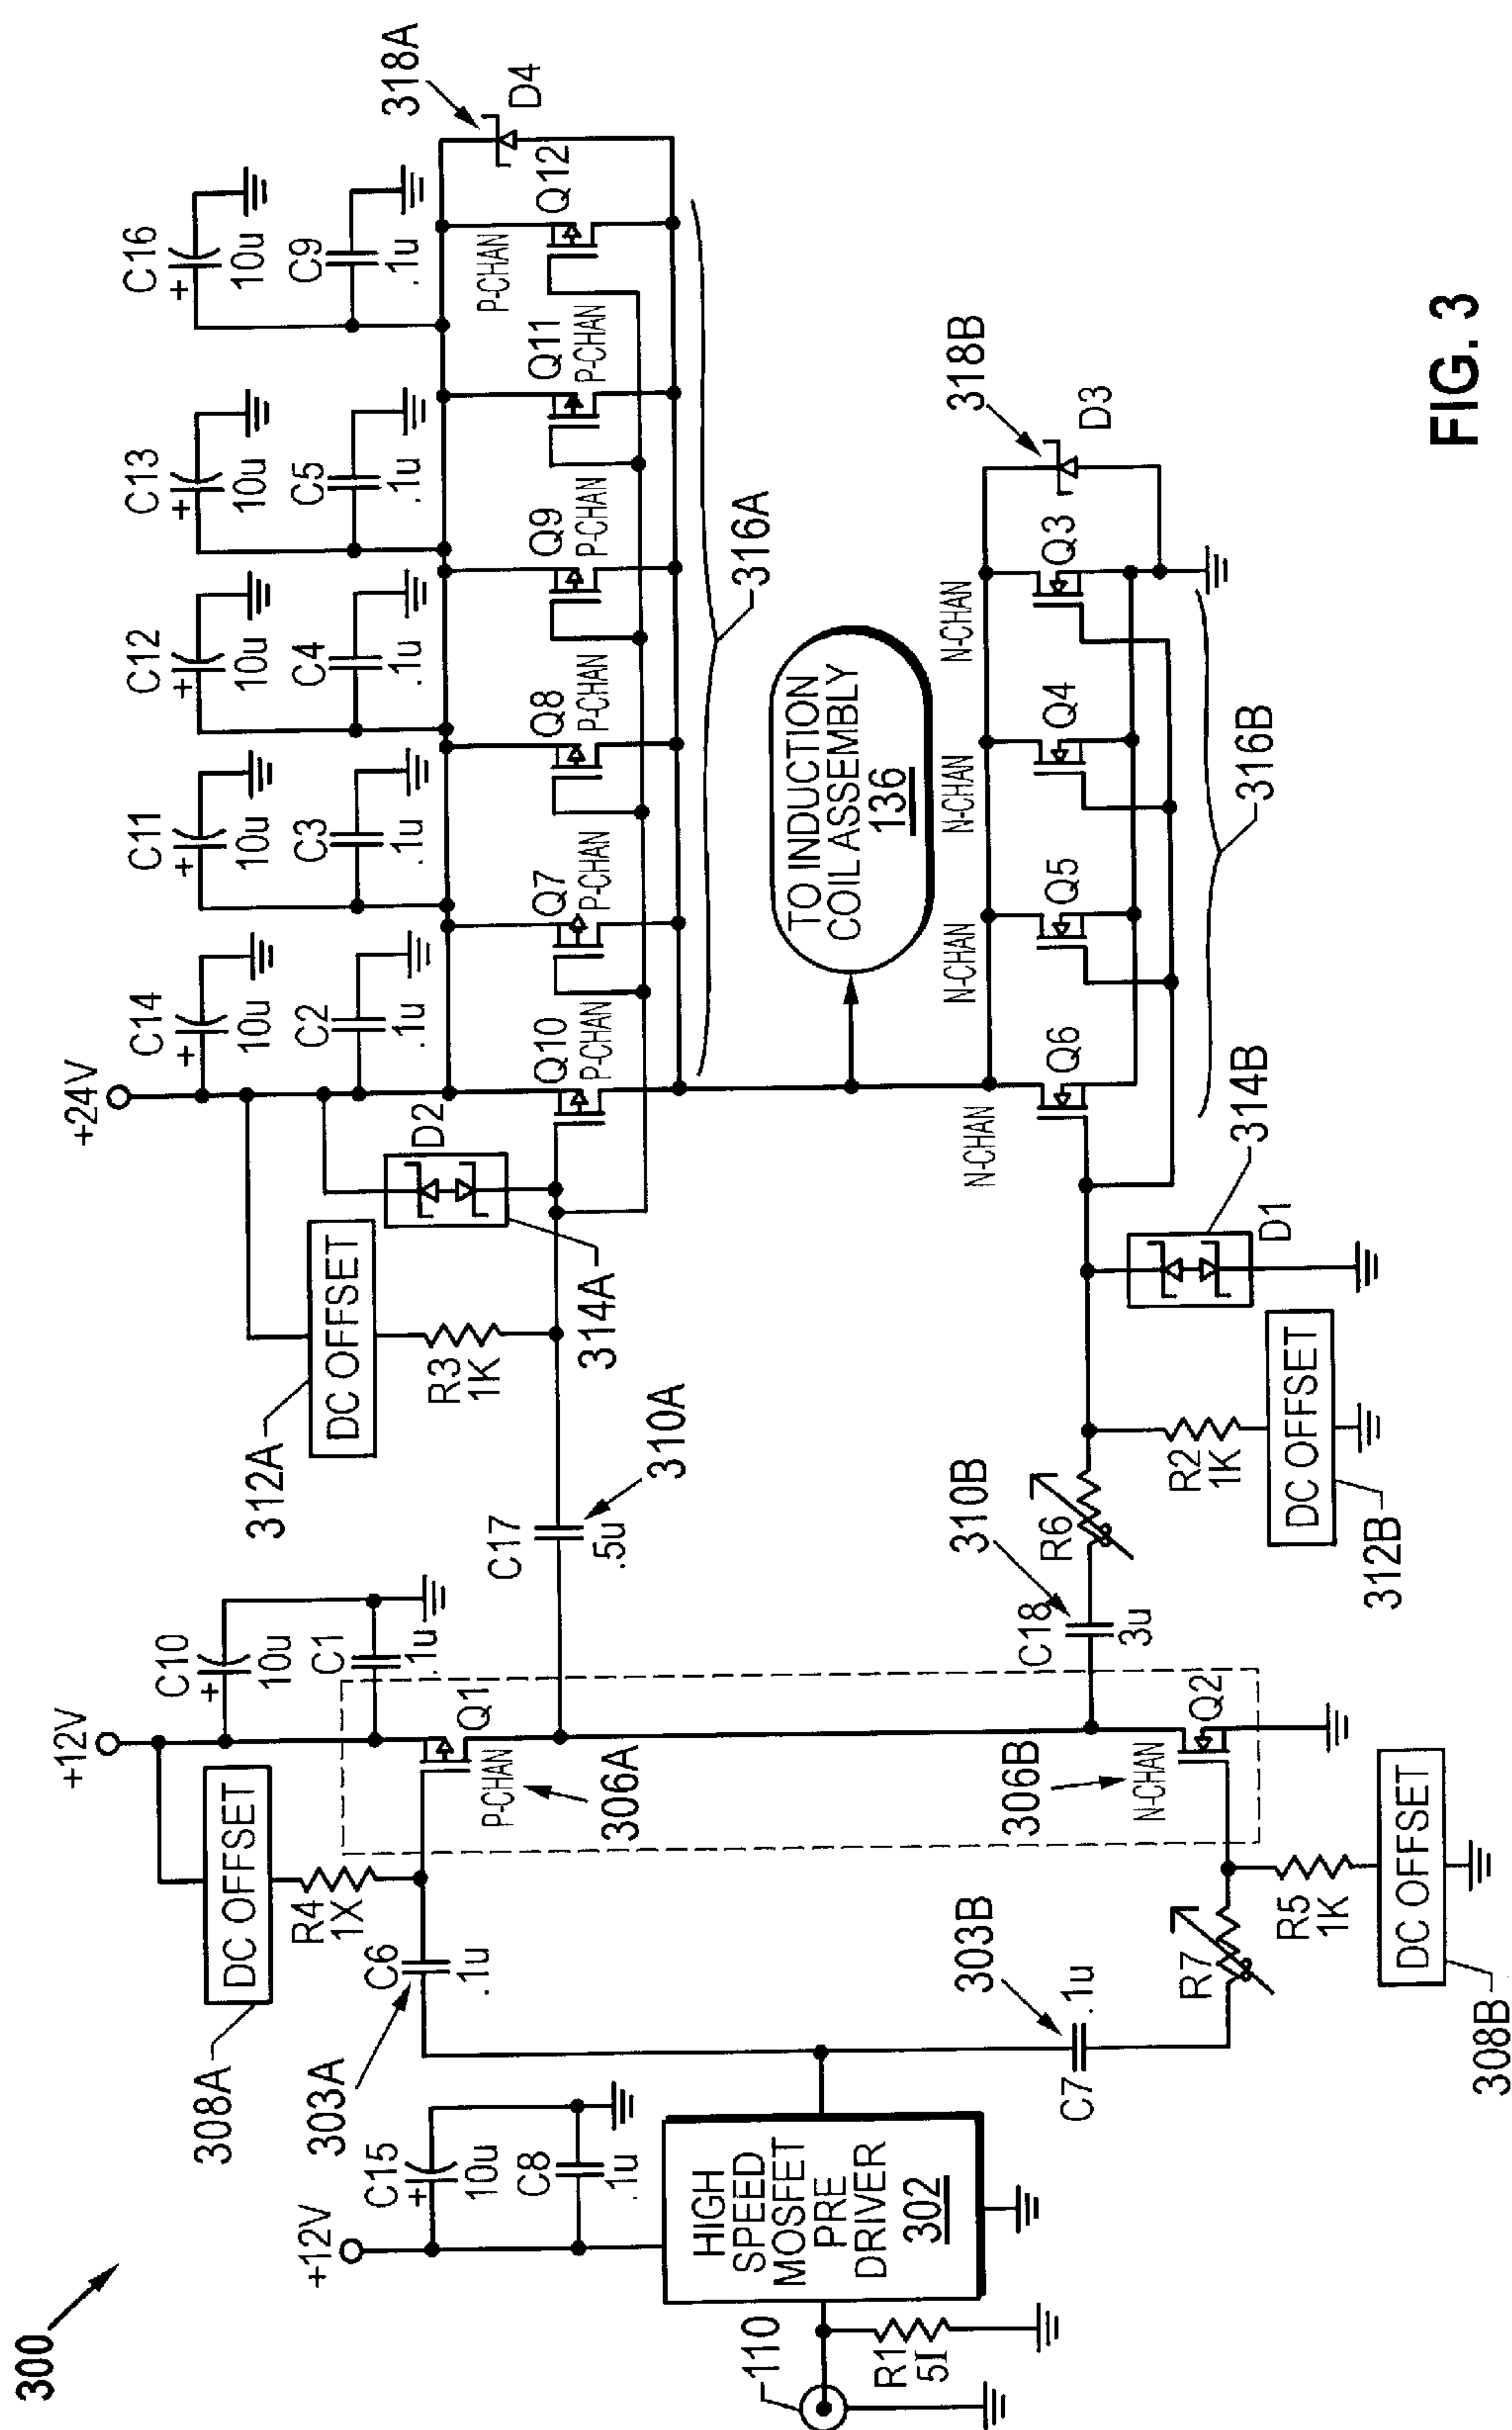 300
110
R1
51
HIGH
SPEED
MOSFET
PRE
DRIVER
302
+12V
C15
+
10u
C8
.1u
303A
C6
.1u
303B
C7
.1u
308A
DC OFFSET
R4
1X
+12V
C10
+
10u
C1
.1u
Q1
P-CHAN
306A
306B
N-CHAN
Q2
R7
R5
1K
DC OFFSET
308B
C17
.5u
310A
310B
C18
3u
R6
312A
DC OFFSET
R3
1K
314A
D2
R2
1K
DC OFFSET
312B
D1
314B
+24V
C14
+
10u
C2
.1u
C11
+
10u
C3
.1u
C12
+
10u
C4
.1u
C13
+
10u
C5
.1u
C16
+
10u
C9
.1u
Q10
P-CHAN
Q7
P-CHAN
Q8
P-CHAN
Q9
P-CHAN
Q11
P-CHAN
Q12
P-CHAN
D4
318A
316A
TO INDUCTION
COIL ASSEMBLY
136
N-CHAN
Q6
N-CHAN
Q5
N-CHAN
Q4
N-CHAN
Q3
D3
318B
316B
FIG. 3